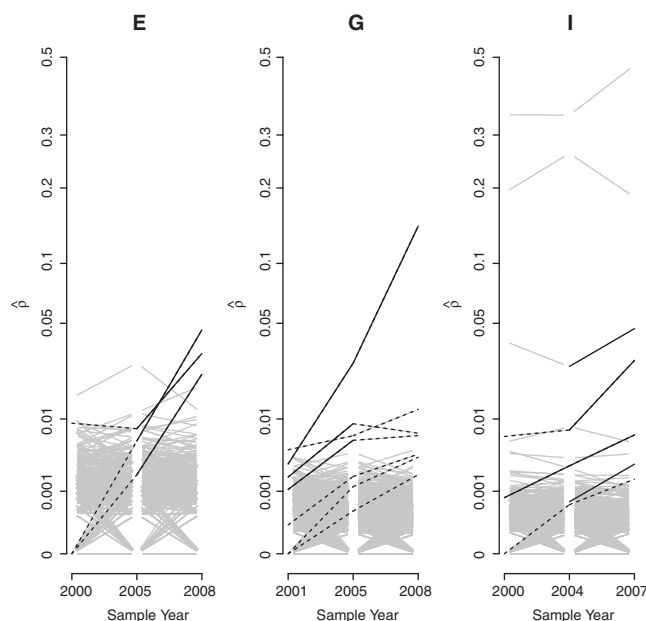 E G I
0.5 0.5 0.5
0.3 0.3 0.3
0.2 0.2 0.2
0.1 0.1 0.1
ρ̂ ρ̂ ρ̂
0.05 0.05 0.05
0.01 0.01 0.01
0.001 0.001 0.001
0 0 0
2000 2005 2008 2001 2005 2008 2000 2004 2007
Sample Year Sample Year Sample Year